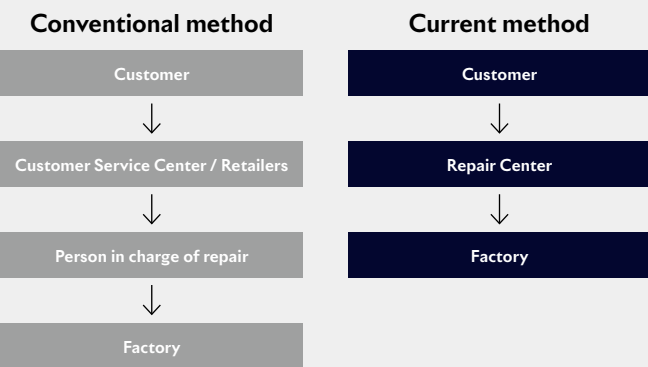 Conventional method
Customer
Customer Service Center / Retailers
Person in charge of repair
Factory
Current method
Customer
Repair Center
Factory